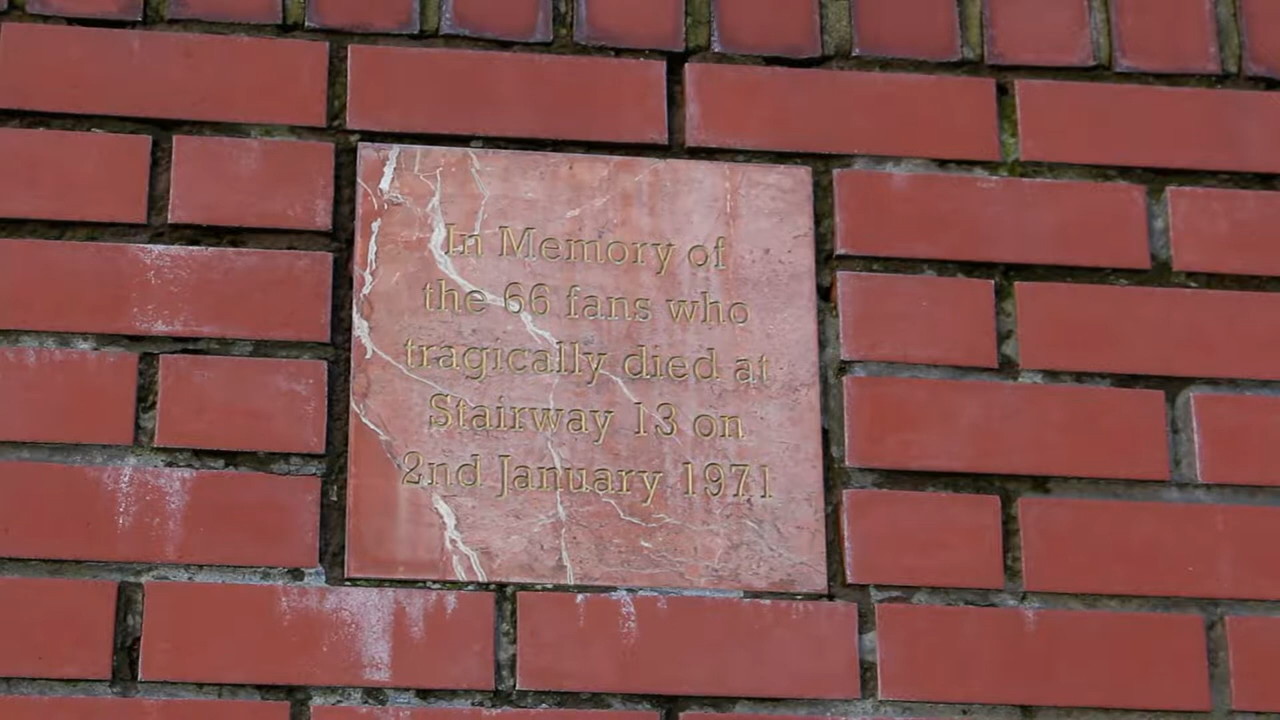 In Memory of
the 66 fans who
tragically died at
Stairway 13 on
2nd January 1971